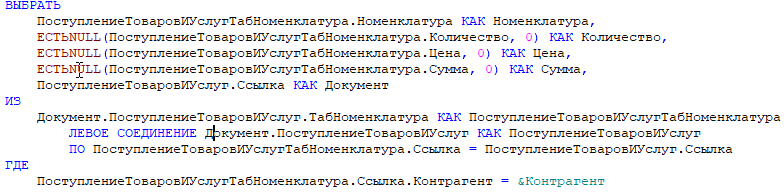 ВЫБРАТЬ
ПоступлениеТоваровИУслугТабНоменклатура.Номенклатура КАК Номенклатура,
ЕСТЬNULL(ПоступлениеТоваровИУслугТабНоменклатура.Количество, 0) КАК Количество,
ЕСТЬNULL(ПоступлениеТоваровИУслугТабНоменклатура.Цена, 0) КАК Цена,
ЕСТЬNULL(ПоступлениеТоваровИУслугТабНоменклатура.Сумма, 0) КАК Сумма,
ПоступлениеТоваровИУслуг.Ссылка КАК Документ
ИЗ
Документ.ПоступлениеТоваровИУслуг.ТабНоменклатура КАК ПоступлениеТоваровИУслугТабНоменклатура
ЛЕВОЕ СОЕДИНЕНИЕ Документ.ПоступлениеТоваровИУслуг КАК ПоступлениеТоваровИУслуг
ПО ПоступлениеТоваровИУслугТабНоменклатура.Ссылка = ПоступлениеТоваровИУслуг.Ссылка
ГДЕ
ПоступлениеТоваровИУслугТабНоменклатура.Ссылка.Контрагент = &Контрагент